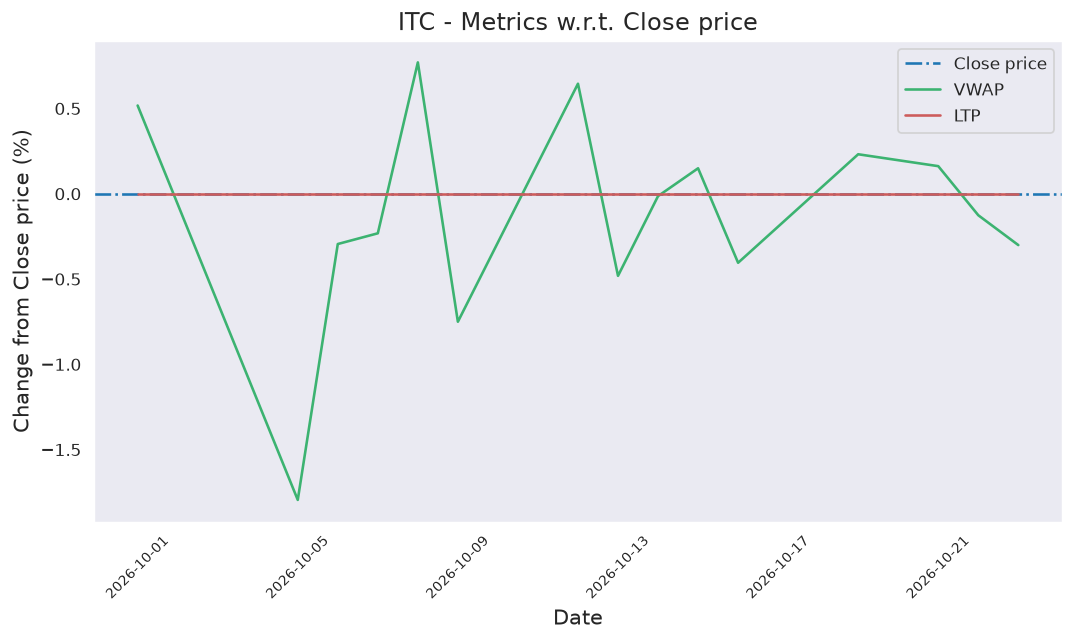 ITC - Metrics w.r.t. Close price
Close price
VWAP
LTP
Change from Close price (%)
0.5
0.0
−0.5
−1.0
−1.5
2026-10-01
2026-10-05
2026-10-09
2026-10-13
2026-10-17
2026-10-21
Date